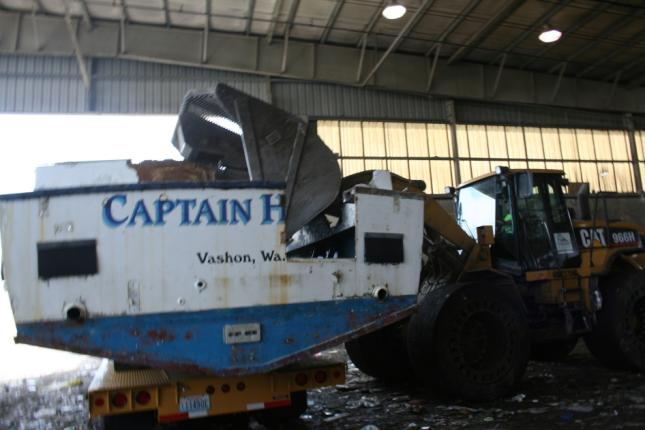 CAPTAIN H
Vashon, Wa.
CAT 966H